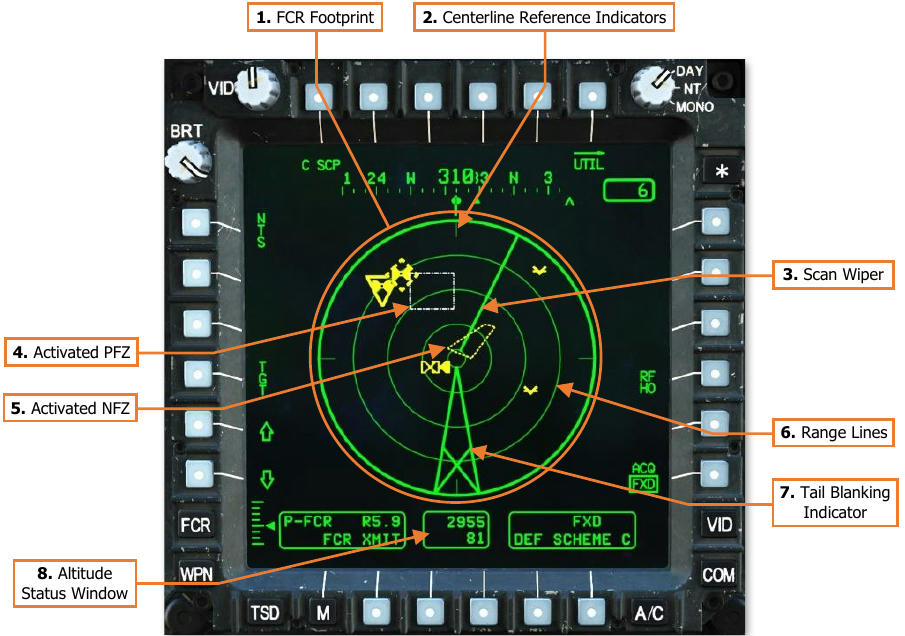 1. FCR Footprint
2. Centerline Reference Indicators
VID
DAY
NT
MONO
BRT
C SCP
UTIL
1 24 W 310 33 N 3
6
*
NTS
3. Scan Wiper
4. Activated PFZ
TGT
RF
HO
5. Activated NFZ
6. Range Lines
ACQ
FXD
7. Tail Blanking
Indicator
P-FCR R5.9
FCR XMIT
2955
81
FXD
DEF SCHEME C
FCR
VID
8. Altitude
Status Window
WPN
COM
TSD
M
A/C